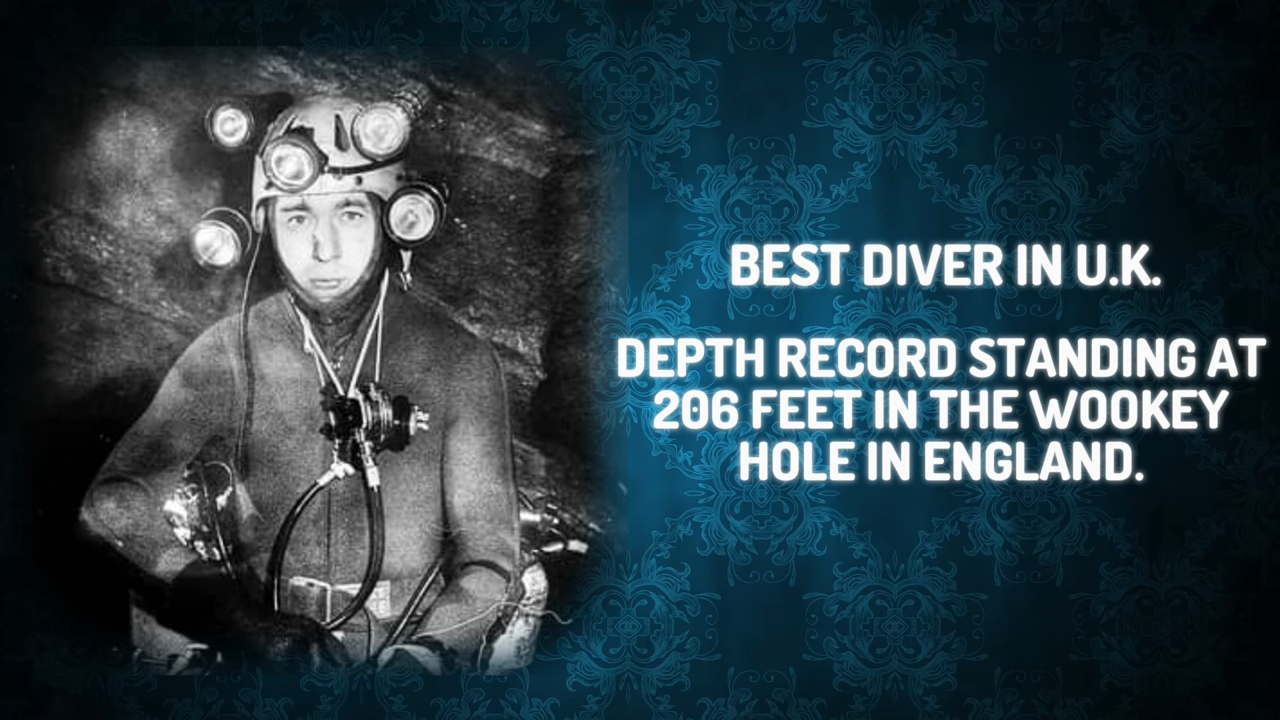 BEST DIVER IN U.K.
DEPTH RECORD STANDING AT
206 FEET IN THE WOOKEY
HOLE IN ENGLAND.